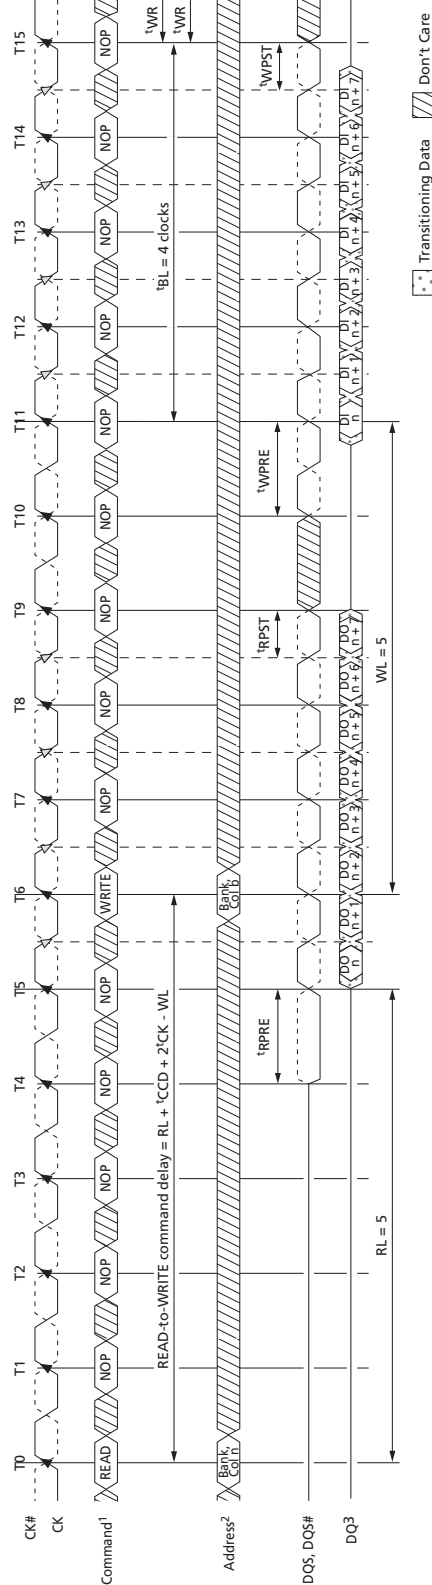 T0 T1 T2 T3 T4 T5 T6 T7 T8 T9 T10 T11 T12 T13 T14 T15
CK#
CK
Command1 READ NOP NOP NOP NOP NOP WRITE NOP NOP NOP NOP NOP NOP NOP NOP NOP
tWR
tWR
READ-to-WRITE command delay = RL + tCCD + 2tCK - WL
tBL = 4 clocks
Address2
Bank, Col n
Bank, Col b
tRPRE
tRPST
tWPRE
tWPST
DQS, DQS#
DQ3
DO n
DO n + 1
DO n + 2
DO n + 3
DO n + 4
DO n + 5
DO n + 6
DO n + 7
DI n
DI n + 1
DI n + 2
DI n + 3
DI n + 4
DI n + 5
DI n + 6
DI n + 7
RL = 5
WL = 5
Transitioning Data
Don't Care